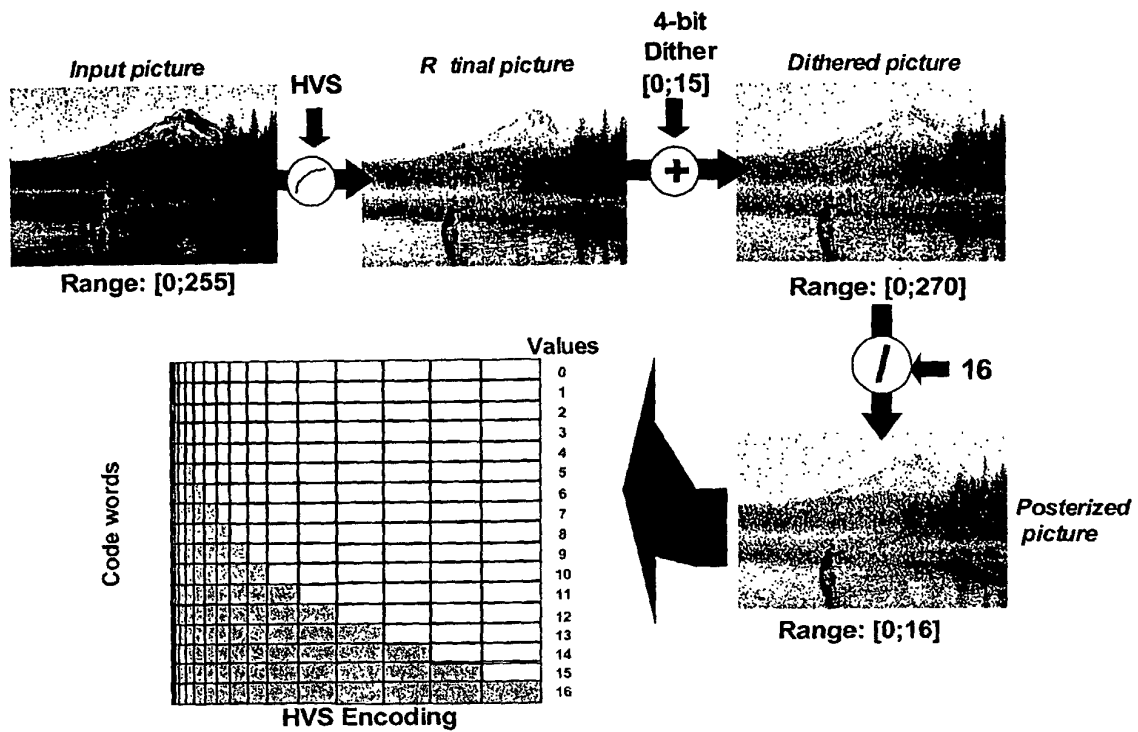 4-bit
Dither
[0;15]
Input picture
HVS
R tinal picture
Dithered picture
+
Range: [0;255]
Range: [0;270]
/
16
Values
0
1
2
3
4
5
6
7
8
9
10
11
12
13
14
15
16
Code words
HVS Encoding
Posterized
picture
Range: [0;16]